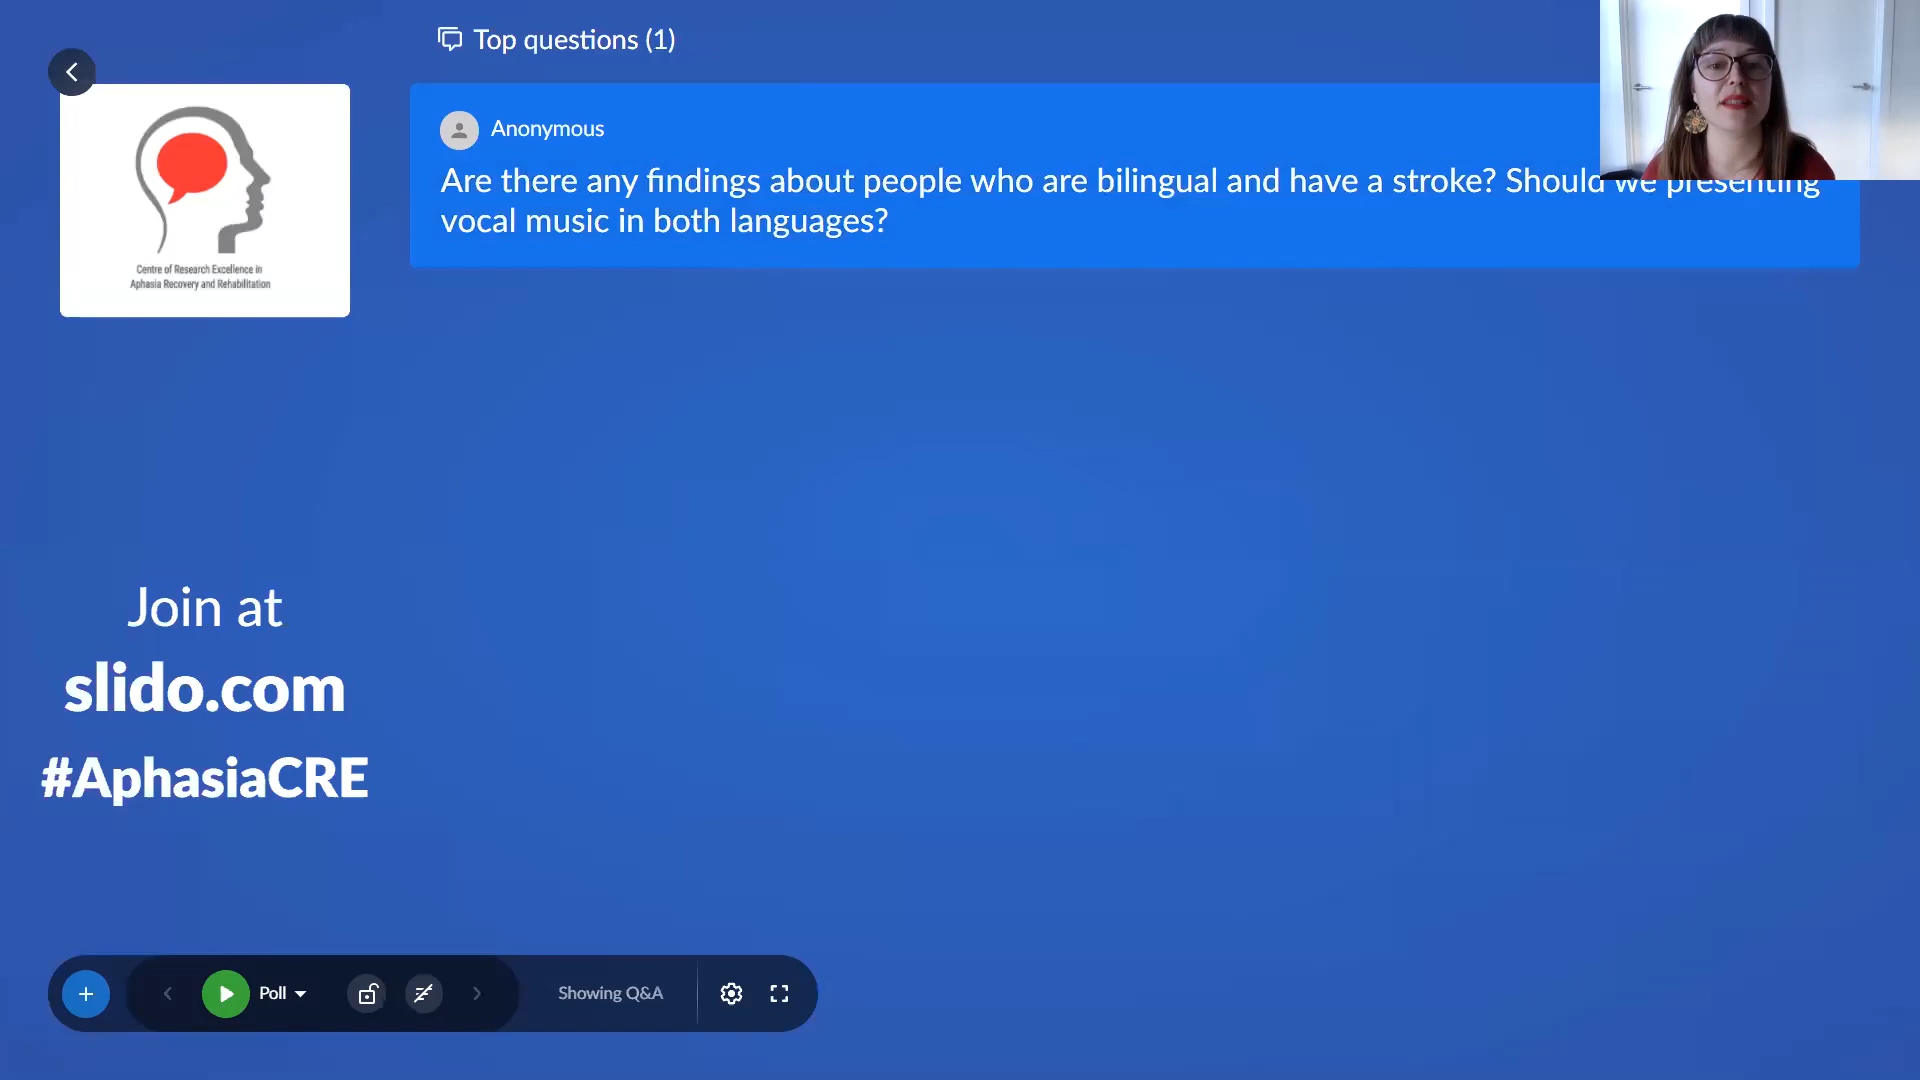 Top questions (1)
Anonymous
Are there any findings about people who are bilingual and have a stroke? Should we presenting
vocal music in both languages?
Centre of Research Excellence in
Aphasia Recovery and Rehabilitation
Join at
slido.com
#AphasiaCRE
Poll
Showing Q&A